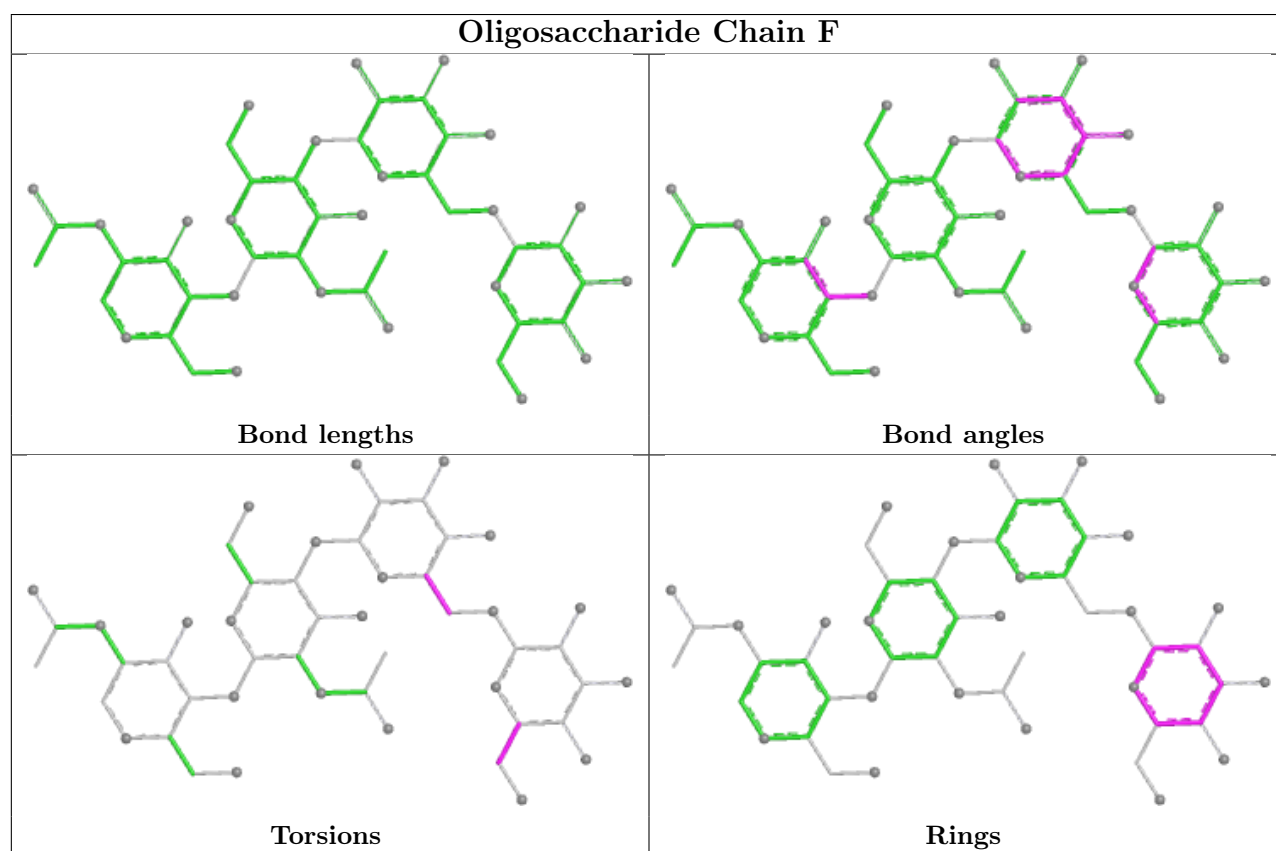 Oligosaccharide Chain F
Bond lengths
Bond angles
Torsions
Rings